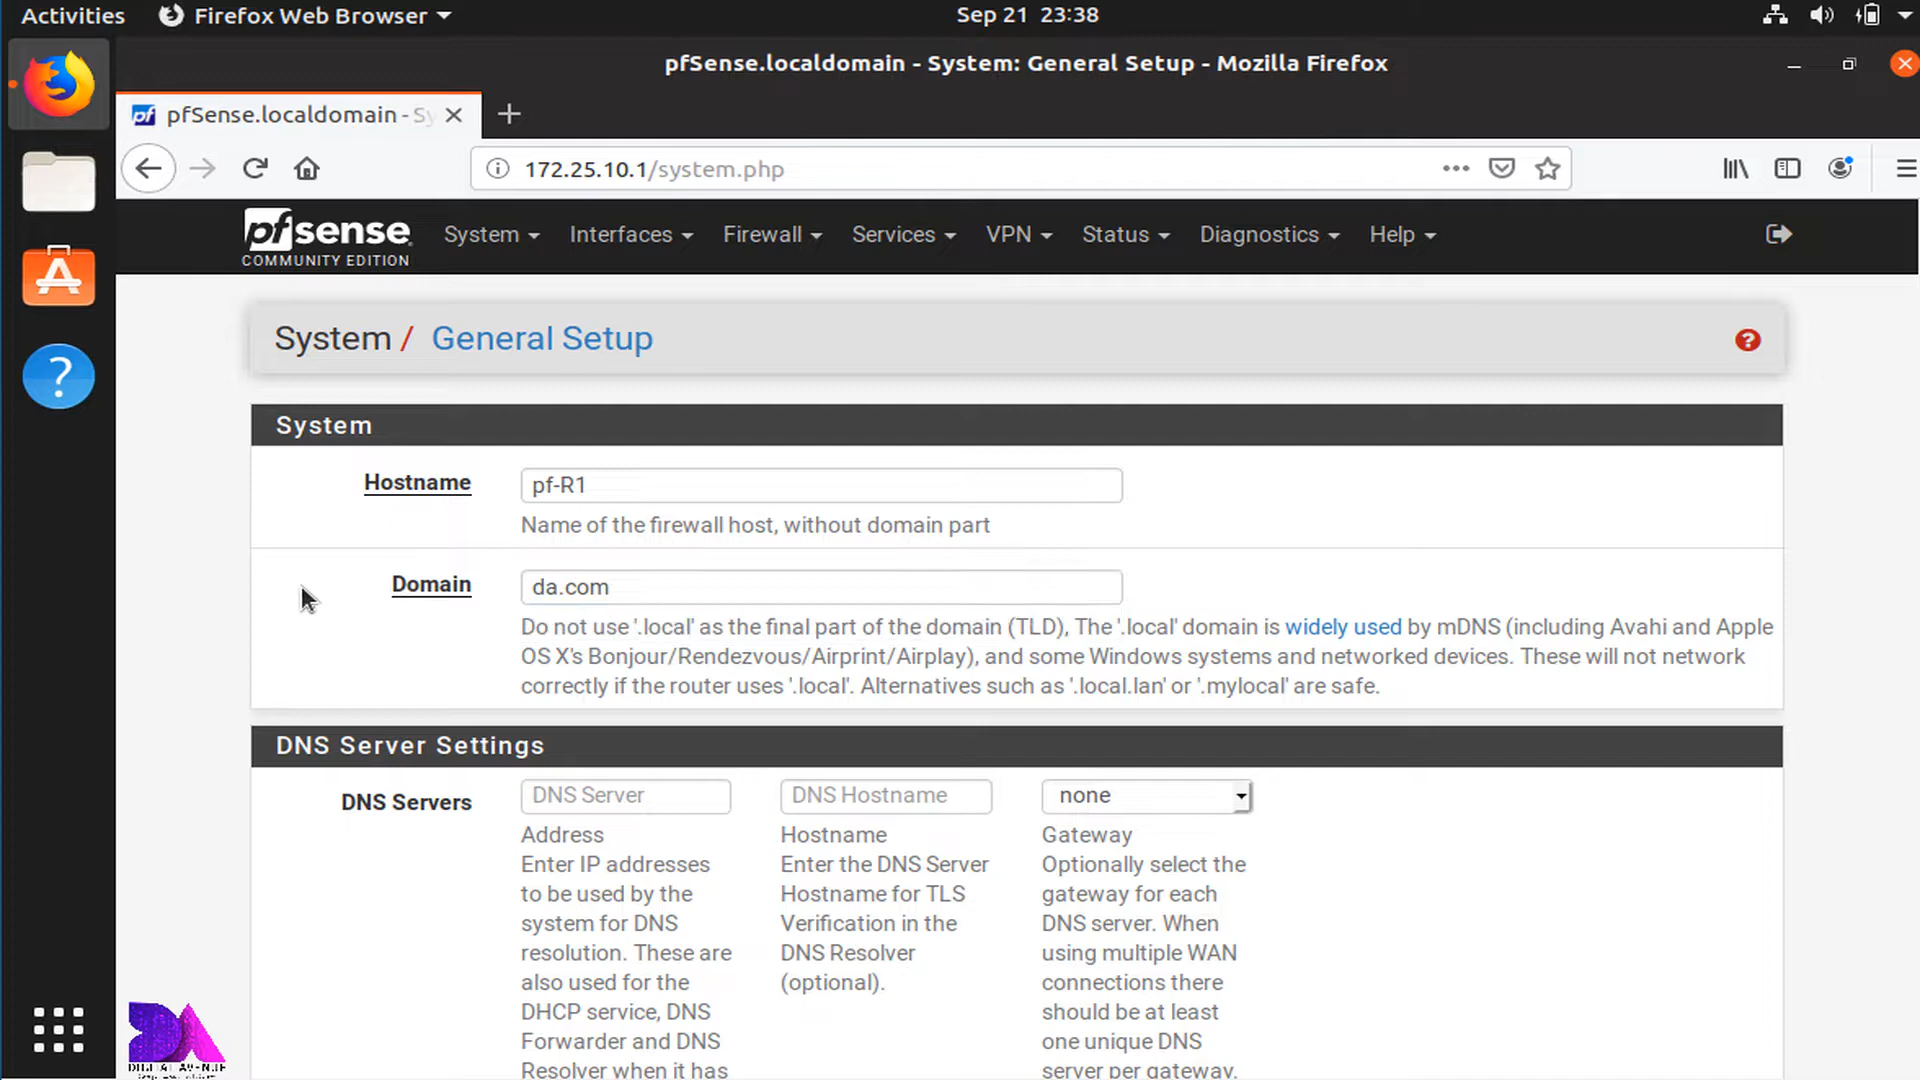 Activities
Firefox Web Browser
Sep 21 23:38
pfSense.localdomain - System: General Setup - Mozilla Firefox
pfSense.localdomain - Sy
172.25.10.1/system.php
pfsense
COMMUNITY EDITION
System
Interfaces
Firewall
Services
VPN
Status
Diagnostics
Help
System / General Setup
System
Hostname
pf-R1
Name of the firewall host, without domain part
Domain
da.com
Do not use '.local' as the final part of the domain (TLD), The '.local' domain is widely used by mDNS (including Avahi and Apple
OS X's Bonjour/Rendezvous/Airprint/Airplay), and some Windows systems and networked devices. These will not network
correctly if the router uses '.local'. Alternatives such as '.local.lan' or '.mylocal' are safe.
DNS Server Settings
DNS Servers
DNS Server
Address
Enter IP addresses
to be used by the
system for DNS
resolution. These are
also used for the
DHCP service, DNS
Forwarder and DNS
Resolver when it has
DNS Hostname
Hostname
Enter the DNS Server
Hostname for TLS
Verification in the
DNS Resolver
(optional).
none
Gateway
Optionally select the
gateway for each
DNS server. When
using multiple WAN
connections there
should be at least
one unique DNS
server per gateway.
DIGITAL AVENUE